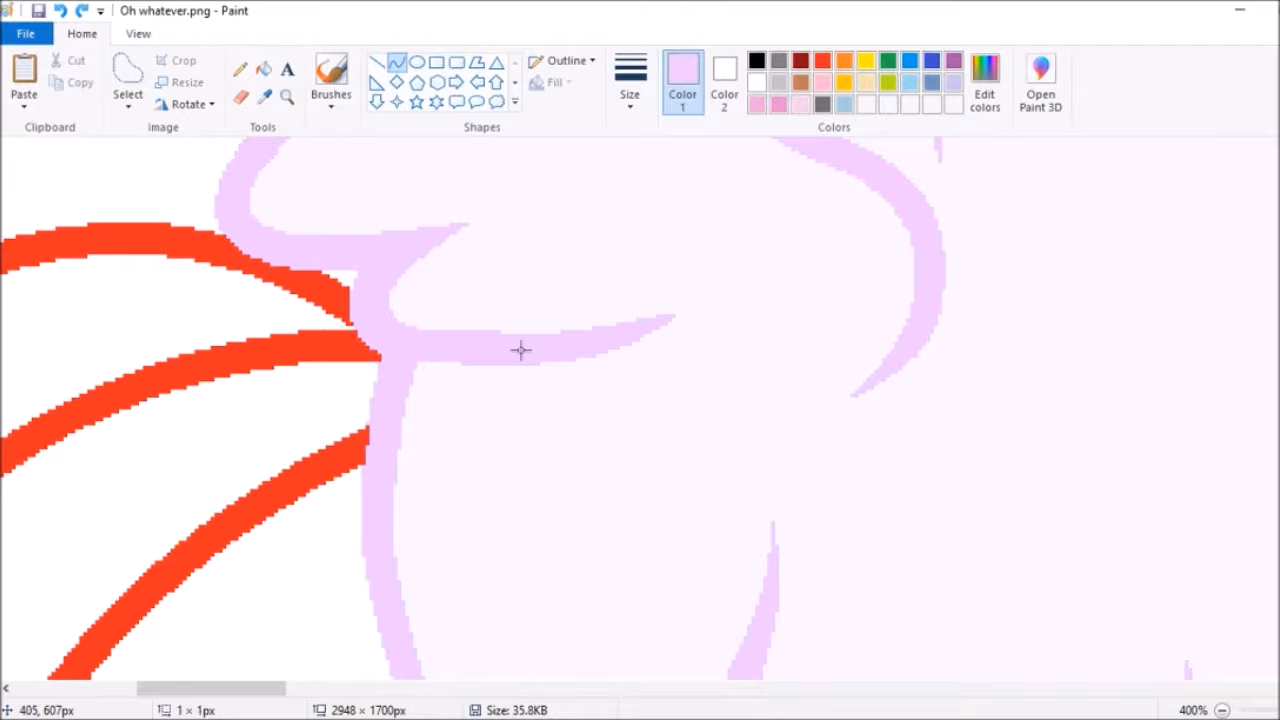 Oh whatever.png - Paint
File Home View
Paste
Cut
Copy
Clipboard
Select
Crop
Resize
Rotate
Image
A
Tools
Brushes
Shapes
Outline
Fill
Size
Color 1
Color 2
Colors
Edit colors
Open Paint 3D
405, 607px
1 × 1px
2948 × 1700px
Size: 35.8KB
400%